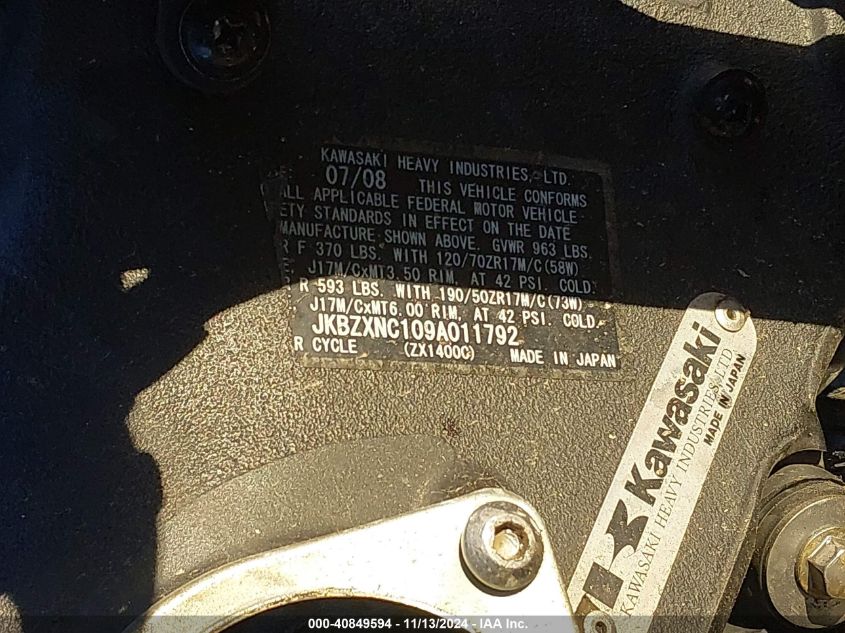 KAWASAKI HEAVY INDUSTRIES, LTD.
07/08 THIS VEHICLE CONFORMS
ALL APPLICABLE FEDERAL MOTOR VEHICLE
ETY STANDARDS IN EFFECT ON THE DATE
MANUFACTURE SHOWN ABOVE. GVWR 963 LBS.
R F 370 LBS. WITH 120/70ZR17M/C(58W)
J17M/CxMT3.50 RIM, AT 42 PSI. COLD.
R 593 LBS. WITH 190/50ZR17M/C(73W)
J17M/CxMT6.00 RIM, AT 42 PSI. COLD.
JKBZXNC109A011792
R CYCLE (ZX1400C) MADE IN JAPAN
Kawasaki
KAWASAKI HEAVY INDUSTRIES, LTD
MADE IN JAPAN
000-40849594 - 11/13/2024 - IAA Inc.